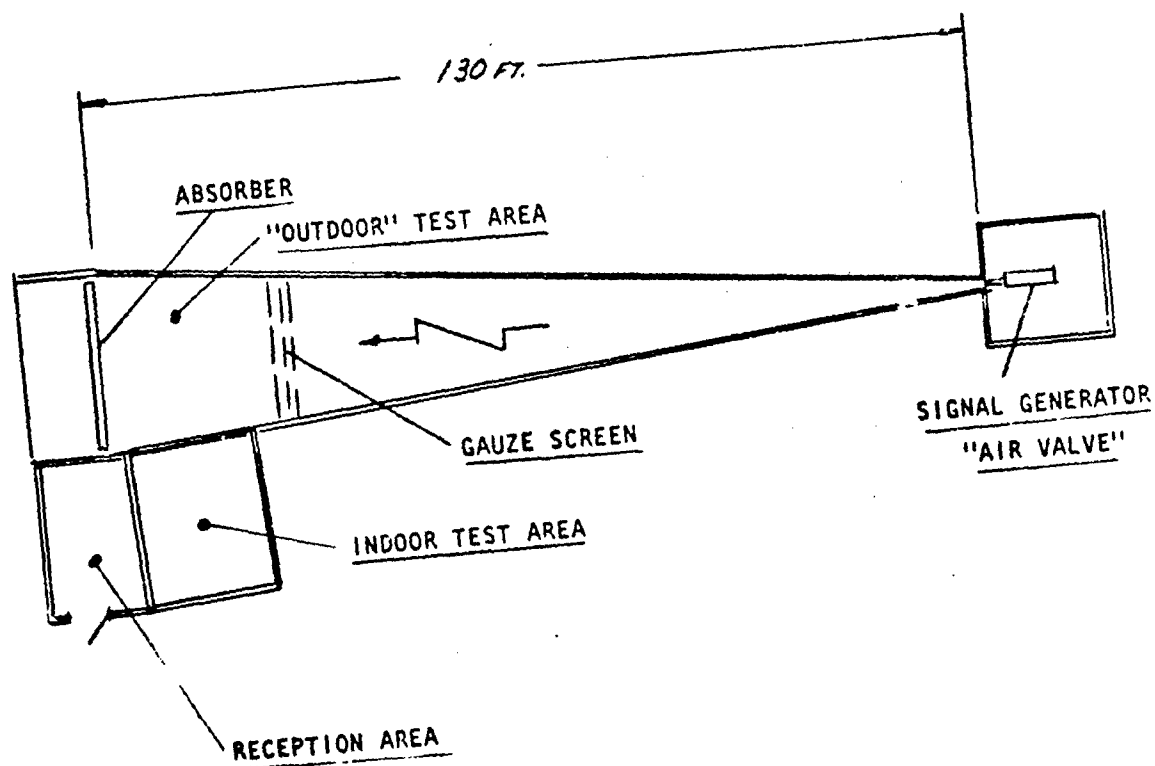 130 FT.
ABSORBER
"OUTDOOR" TEST AREA
SIGNAL GENERATOR
"AIR VALVE"
GAUZE SCREEN
INDOOR TEST AREA
RECEPTION AREA